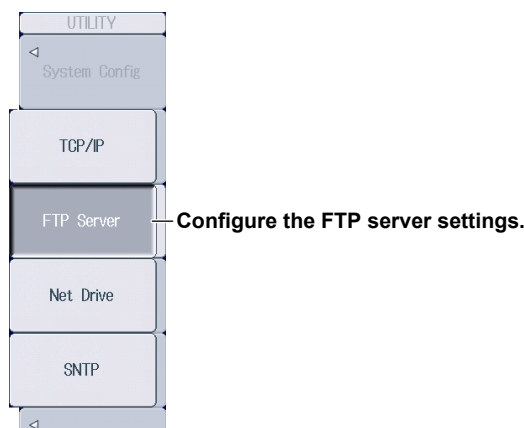 UTILITY
System Config
TCP/IP
FTP Server
Configure the FTP server settings.
Net Drive
SNTP